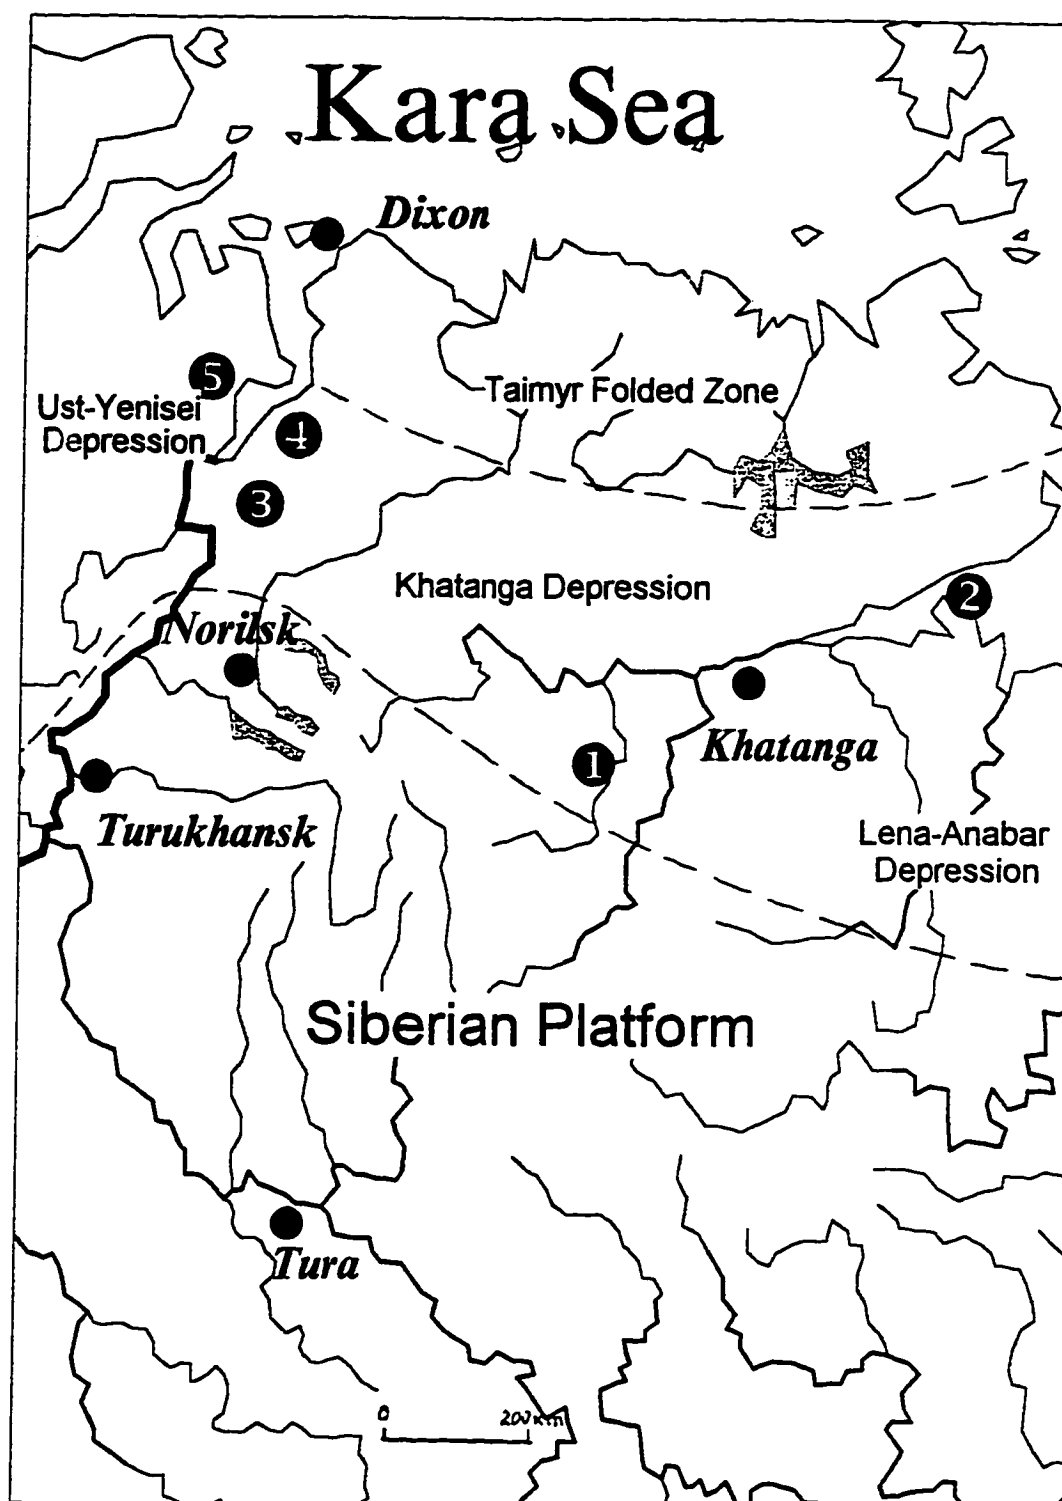 Kara Sea
Dixon
5
Ust-Yenisei
Depression
4
Taimyr Folded Zone
3
Khatanga Depression
2
Norilsk
Khatanga
1
Turukhansk
Lena-Anabar
Depression
Siberian Platform
Tura
0 200 km